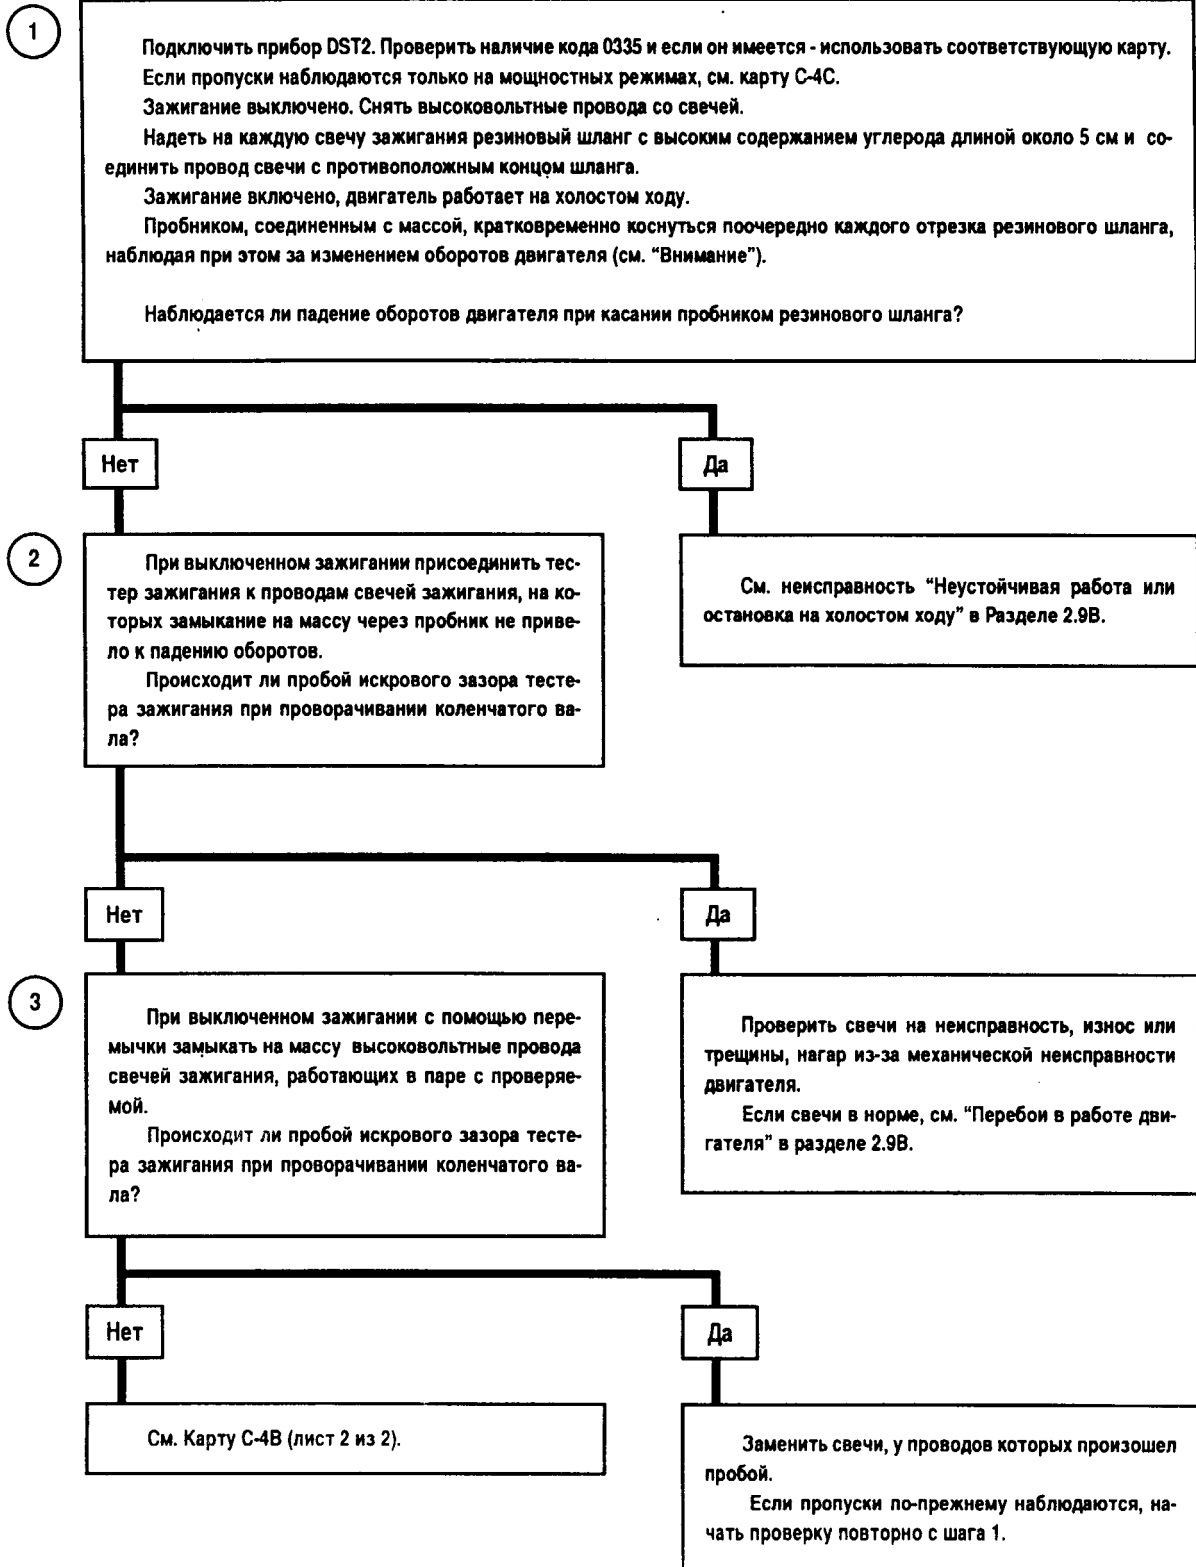 1
Подключить прибор DST2. Проверить наличие кода 0335 и если он имеется - использовать соответствующую карту.
Если пропуски наблюдаются только на мощностных режимах, см. карту С-4С.
Зажигание выключено. Снять высоковольтные провода со свечей.
Надеть на каждую свечу зажигания резиновый шланг с высоким содержанием углерода длиной около 5 см и со-
единить провод свечи с противоположным концом шланга.
Зажигание включено, двигатель работает на холостом ходу.
Пробником, соединенным с массой, кратковременно коснуться поочередно каждого отрезка резинового шланга,
наблюдая при этом за изменением оборотов двигателя (см. “Внимание”).
Наблюдается ли падение оборотов двигателя при касании пробником резинового шланга?
Нет
Да
2
При выключенном зажигании присоединить тес-
тер зажигания к проводам свечей зажигания, на ко-
торых замыкание на массу через пробник не приве-
ло к падению оборотов.
Происходит ли пробой искрового зазора тесте-
ра зажигания при проворачивании коленчатого ва-
ла?
См. неисправность “Неустойчивая работа или
остановка на холостом ходу” в Разделе 2.9В.
Нет
Да
3
При выключенном зажигании с помощью пере-
мычки замыкать на массу высоковольтные провода
свечей зажигания, работающих в паре с проверяе-
мой.
Происходит ли пробой искрового зазора тесте-
ра зажигания при проворачивании коленчатого ва-
ла?
Проверить свечи на неисправность, износ или
трещины, нагар из-за механической неисправности
двигателя.
Если свечи в норме, см. “Перебои в работе дви-
гателя” в разделе 2.9В.
Нет
Да
См. Карту С-4В (лист 2 из 2).
Заменить свечи, у проводов которых произошел
пробой.
Если пропуски по-прежнему наблюдаются, на-
чать проверку повторно с шага 1.